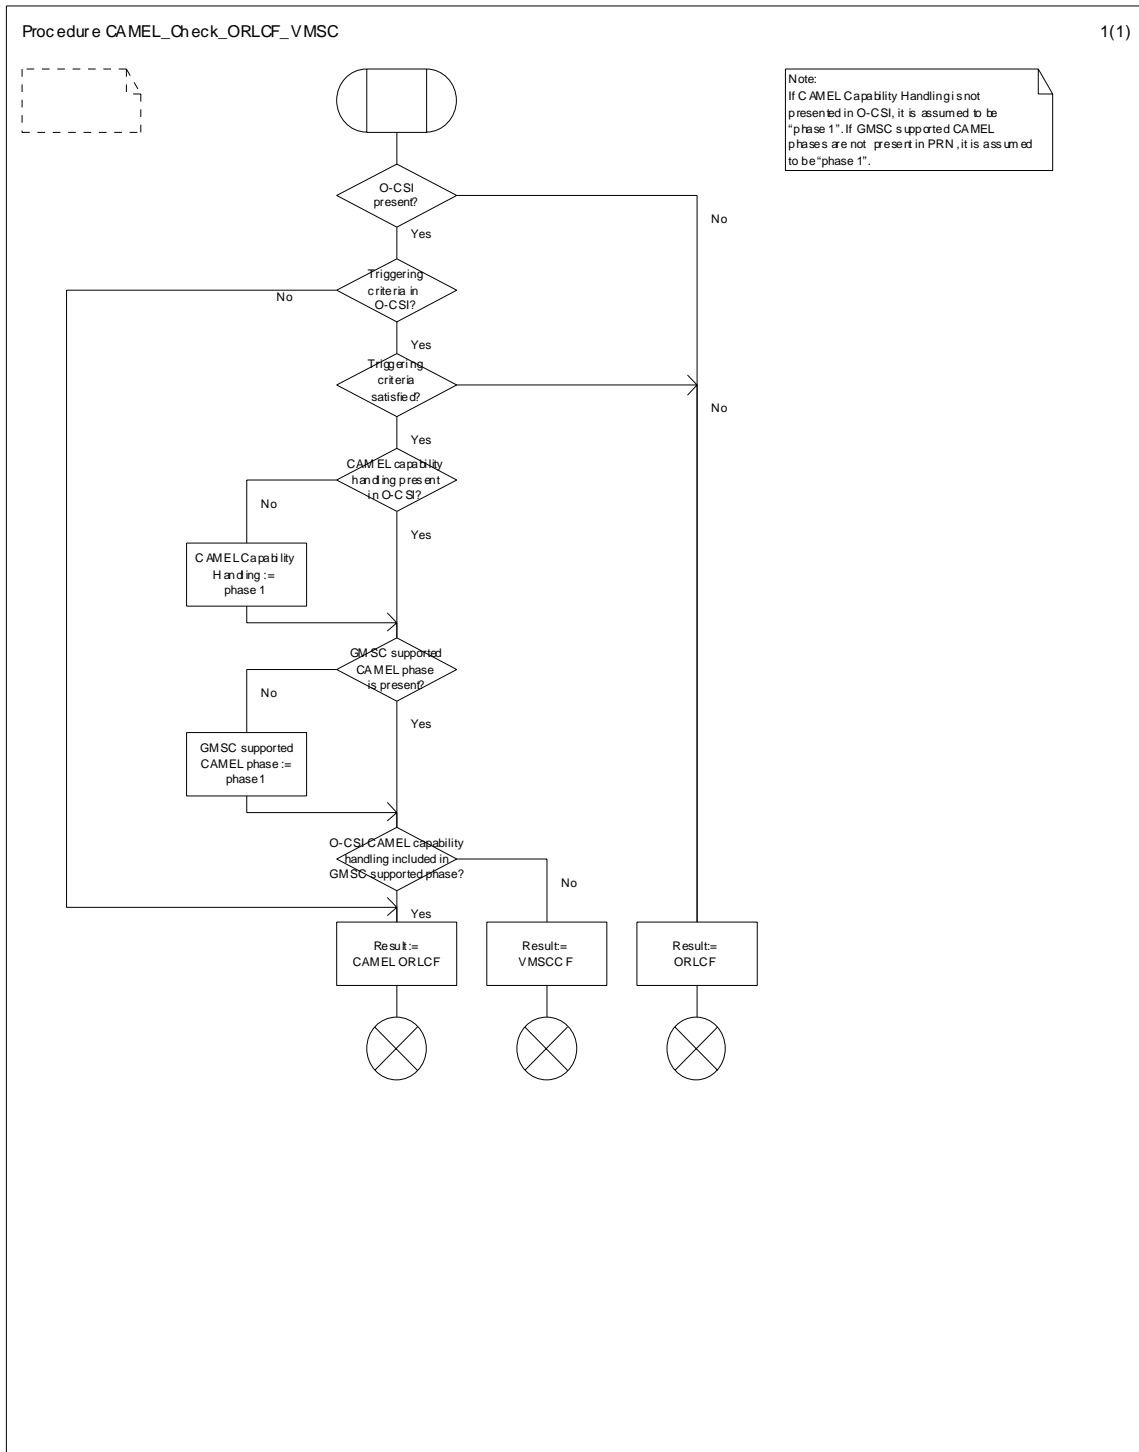 Procedure CAMEL_Check_ORLCF_VMSC
1(1)
Note:
If CAMEL Capability Handling is not
presented in O-CSI, it is assumed to be
“phase 1”. If GMSC supported CAMEL
phases are not present in PRN, it is assumed
to be “phase 1”.
O-CSI
present?
No
Yes
Triggering
criteria in
O-CSI?
No
Yes
Triggering
criteria
satisfied?
No
Yes
CAMEL capability
handling present
in O-CSI?
No
Yes
CAMEL Capability
Handling :=
phase 1
GMSC supported
CAMEL phase
is present?
No
Yes
GMSC supported
CAMEL phase :=
phase1
O-CSI CAMEL capability
handling included in
GMSC supported phase?
No
Yes
Result:=
CAMEL ORLCF
Result:=
VMSCCF
Result:=
ORLCF